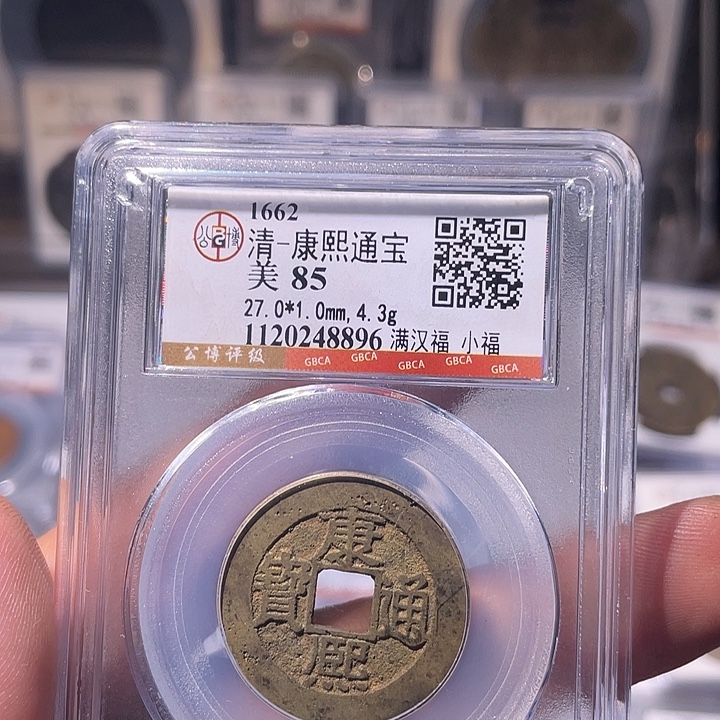 1662
清-康熙通宝
美 85
27.0*1.0mm, 4.3g
1120248896 满汉福 小福
公博评级 GBCA GBCA GBCA GBCA GBCA
康
寶 通
熙